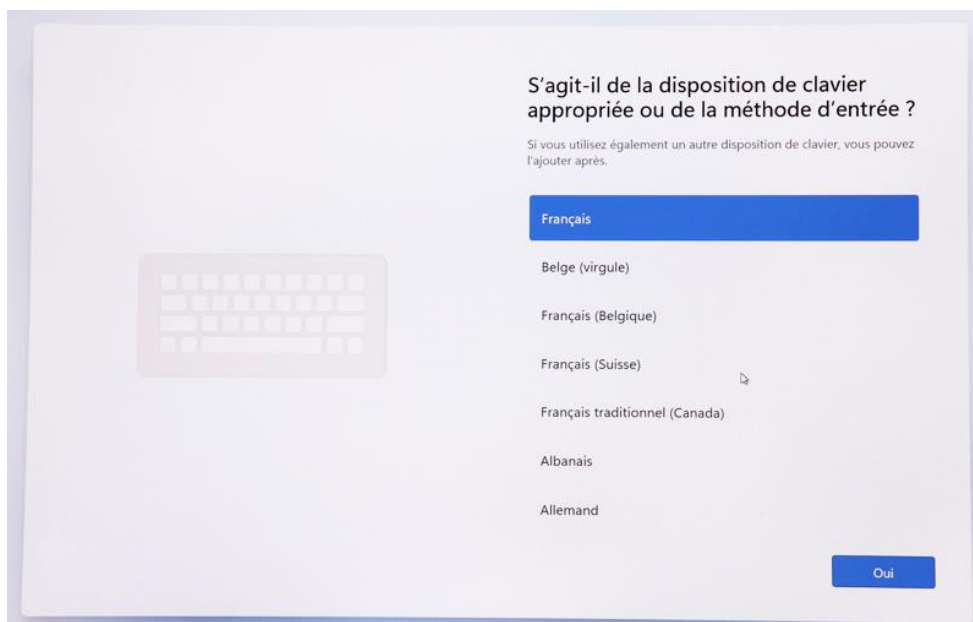 S'agit-il de la disposition de clavier
appropriée ou de la méthode d'entrée ?
Si vous utilisez également un autre disposition de clavier, vous pouvez
l'ajouter après.
Français
Belge (virgule)
Français (Belgique)
Français (Suisse)
Français traditionnel (Canada)
Albanais
Allemand
Oui